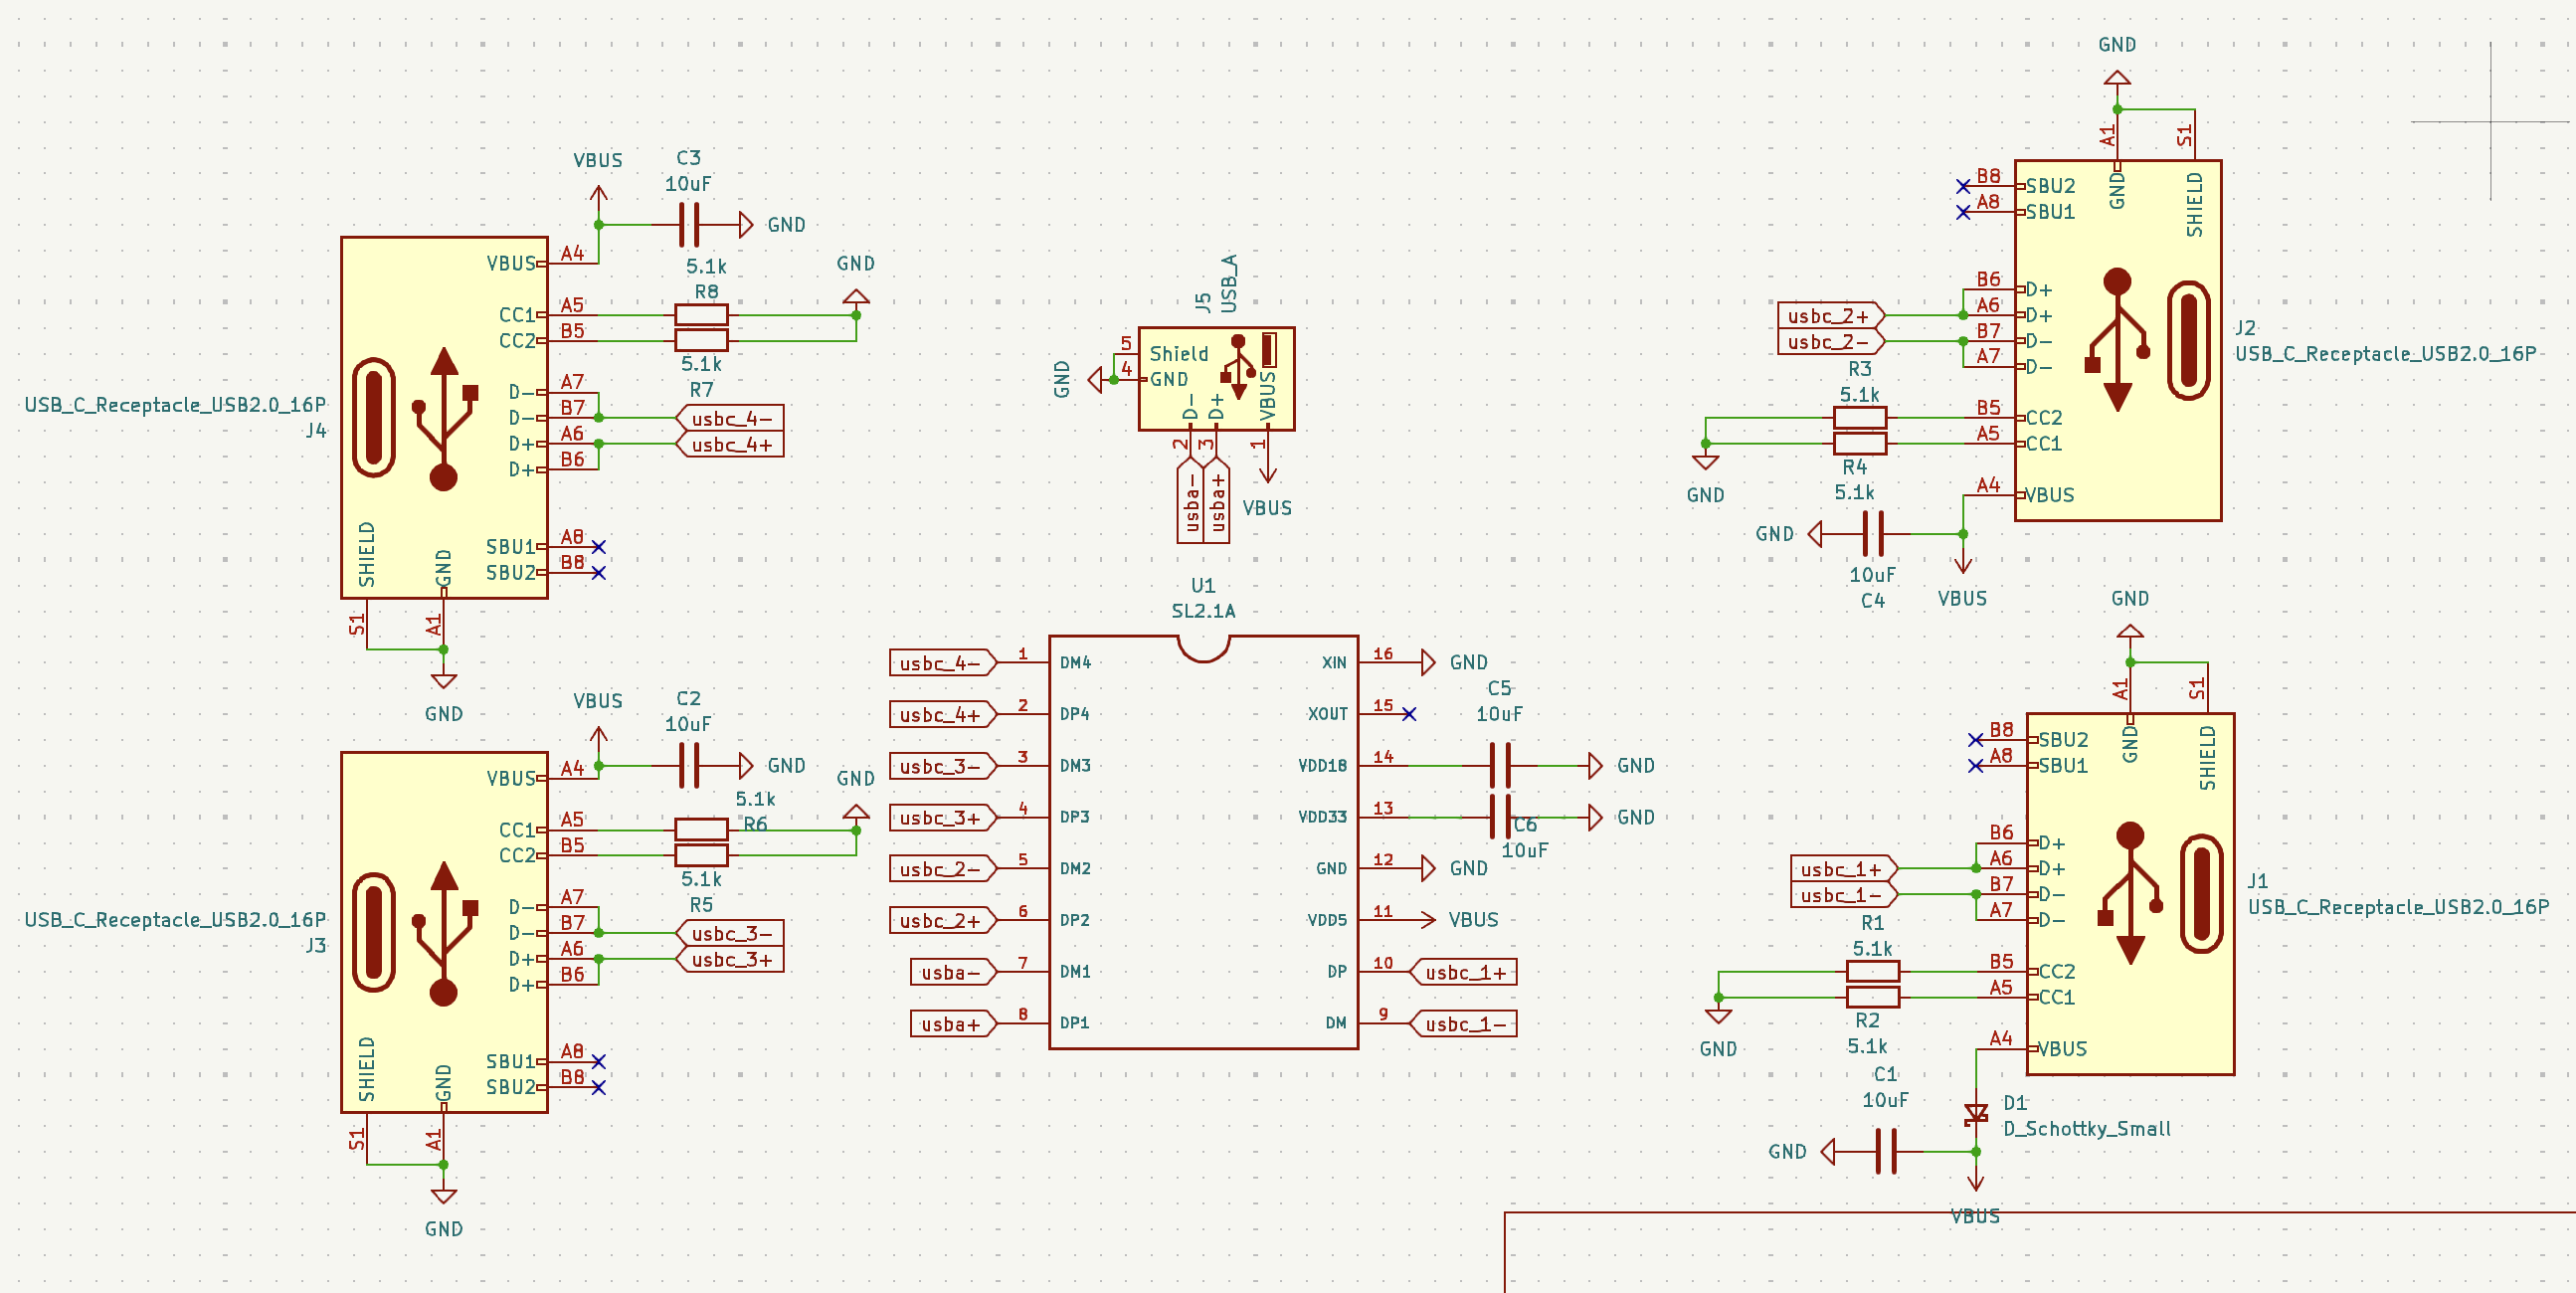 VBUS
C3
10uF
GND
5.1k
R8
GND
VBUS
A4
CC1
A5
CC2
B5
5.1k
R7
D-
A7
D-
B7
usbc_4-
D+
A6
usbc_4+
D+
B6
USB_C_Receptacle_USB2.0_16P
J4
SHIELD
GND
SBU1
A8
SBU2
B8
S1
A1
GND
VBUS
C2
10uF
GND
GND
5.1k
R6
VBUS
A4
CC1
A5
CC2
B5
5.1k
R5
D-
A7
D-
B7
usbc_3-
D+
A6
usbc_3+
D+
B6
USB_C_Receptacle_USB2.0_16P
J3
SHIELD
GND
SBU1
A8
SBU2
B8
S1
A1
GND
J5
USB_A
5
Shield
4
GND
GND
D-
D+
VBUS
2
3
1
usba-
usba+
VBUS
U1
SL2.1A
usbc_4-
1
DM4
usbc_4+
2
DP4
usbc_3-
3
DM3
usbc_3+
4
DP3
usbc_2-
5
DM2
usbc_2+
6
DP2
usba-
7
DM1
usba+
8
DP1
XIN
16
GND
XOUT
15
C5
10uF
VDD18
14
GND
VDD33
13
GND
C6
10uF
GND
12
GND
VDD5
11
VBUS
DP
10
usbc_1+
DM
9
usbc_1-
GND
A1
S1
B8
SBU2
A8
SBU1
GND
SHIELD
B6
D+
usbc_2+
A6
D+
usbc_2-
B7
D-
A7
D-
J2
USB_C_Receptacle_USB2.0_16P
R3
5.1k
B5
CC2
A5
CC1
R4
5.1k
GND
A4
VBUS
GND
10uF
C4
VBUS
GND
A1
S1
B8
SBU2
A8
SBU1
GND
SHIELD
B6
D+
usbc_1+
A6
D+
usbc_1-
B7
D-
A7
D-
J1
USB_C_Receptacle_USB2.0_16P
R1
5.1k
B5
CC2
A5
CC1
R2
5.1k
GND
A4
VBUS
C1
10uF
D1
D_Schottky_Small
GND
VBUS